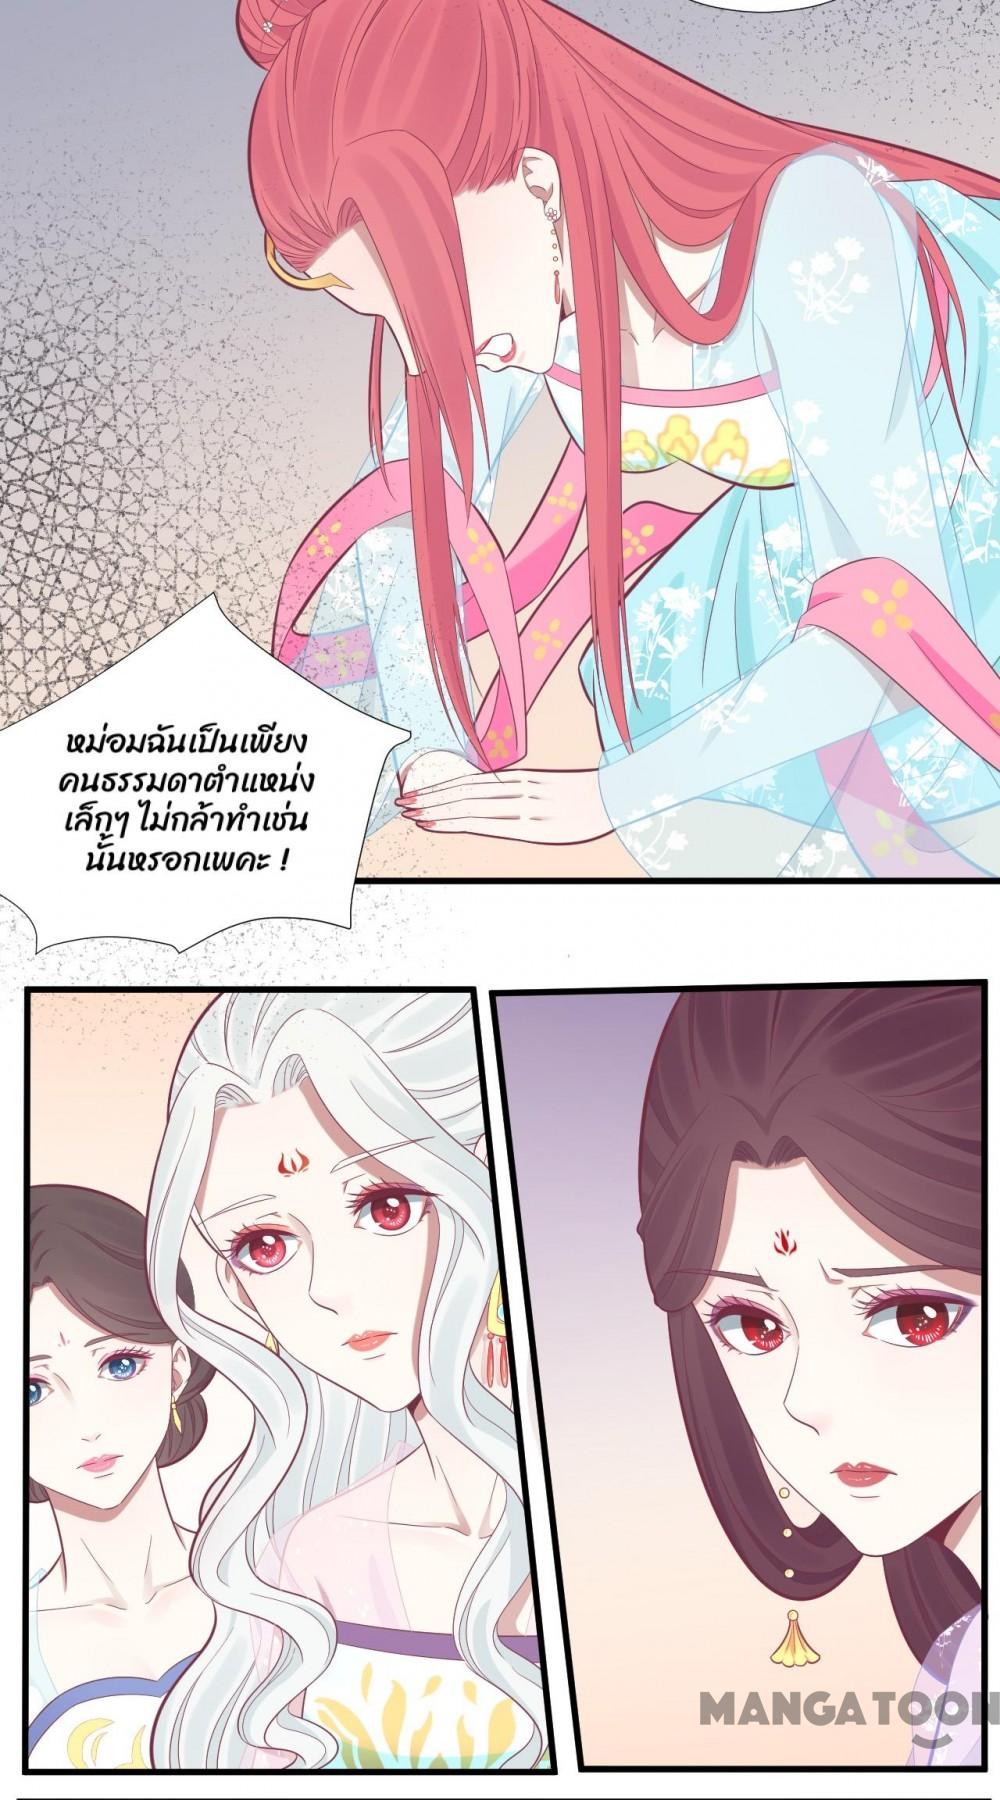 หม่อมฉันเป็นเพียง
คนธรรมดาตำแหน่ง
เล็กๆ ไม่กล้าทำเช่น
นั้นหรอกเพคะ !
MANGATOON